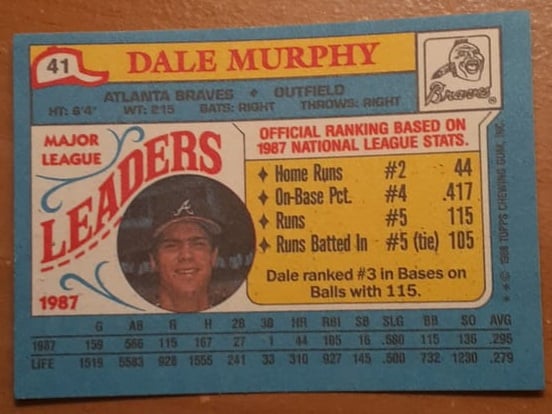 41
DALE MURPHY
ATLANTA BRAVES ♦ OUTFIELD
HT: 6'4" WT: 215 BATS: RIGHT THROWS: RIGHT
Braves
MAJOR
LEAGUE
LEADERS
1987
OFFICIAL RANKING BASED ON
1987 NATIONAL LEAGUE STATS.
♦ Home Runs #2 44
♦ On-Base Pct. #4 .417
♦ Runs #5 115
♦ Runs Batted In #5 (tie) 105
Dale ranked #3 in Bases on
Balls with 115.
A
G AB R H 2B 3B HR RBI SB SLG BB SO AVG
1987 159 566 115 167 27 1 44 105 16 .580 115 136 .295
LIFE 1519 5583 928 1555 241 33 310 927 145 .500 732 1230 .279
* * © 1988 TOPPS CHEWING GUM, INC.